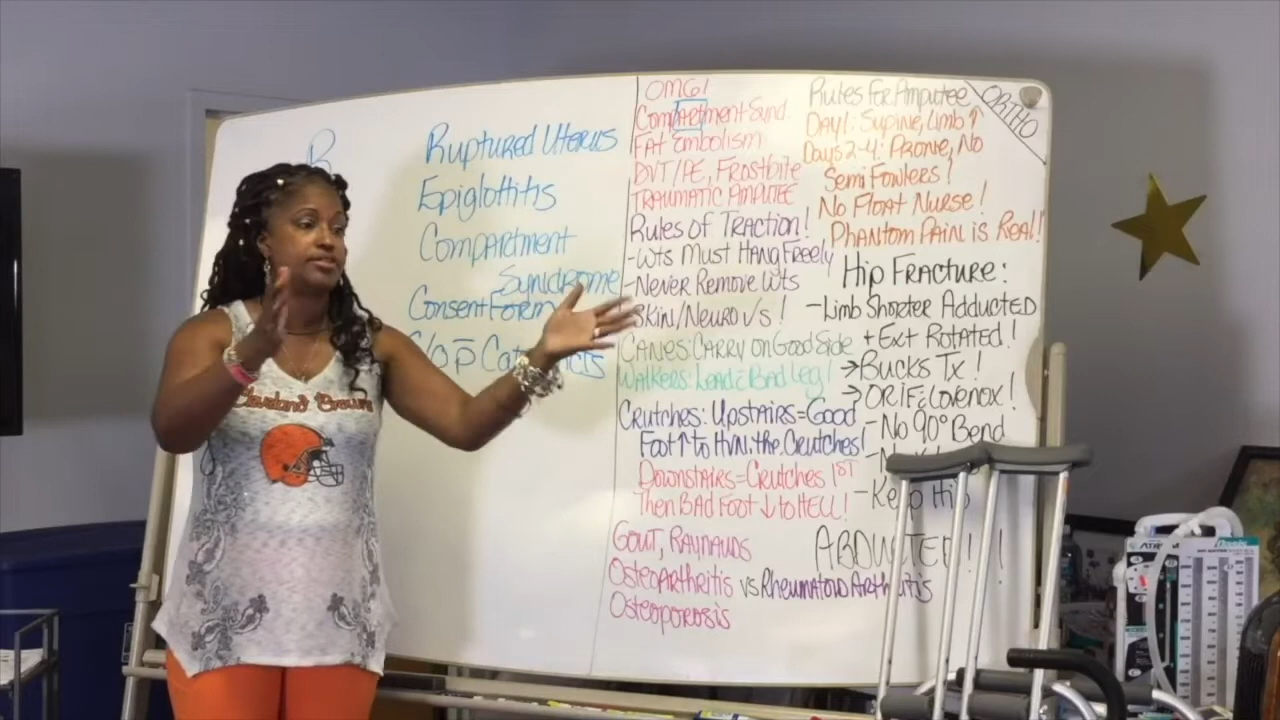 R
Ruptured Uterus
Epiglottitis
Compartment
Synidrome
Consent Form
C/o p̄ Cataracts
OMG!
Compartment Synd.
Fat Embolism
DVT/PE, Frostbite
Traumatic Amputee
Rules of Traction!
-Wts Must Hang Freely
-Never Remove Wts
Skin/Neuro √s!
Canes: Carry on Good Side
Walkers: Lead c̄ Bad Leg!
Crutches: Upstairs=Good
Foot ↑ to HVN. the Crutches!
Downstairs=Crutches 1st
Then Bad Foot ↓ to HELL!
Gout, Raynauds
OsteoArthritis vs Rheumatoid Arthritis
Osteoporosis
ORTHO
Rules for Amputee
Day 1: Supine, Limb ↑
Days 2-4: Prone, No
Semi Fowlers!
No Float Nurse!
Phantom Pain is Real!
Hip Fracture:
-Limb Shorter Adducted
+ Ext Rotated!
→Bucks Tx!
→ORIF c̄ Lovenox!
-No 90° Bend
-Keep Hip
ABDUCTED!!!
Cleveland Browns